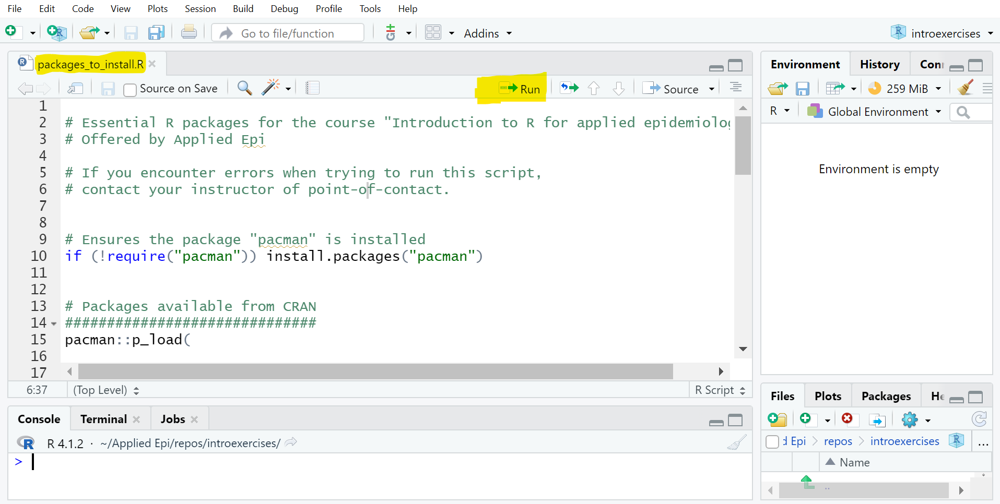 File Edit Code View Plots Session Build Debug Profile Tools Help
Go to file/function Addins introexercises
packages_to_install.R
Source on Save Run Source
1
2 # Essential R packages for the course "Introduction to R for applied epidemiolog
3 # Offered by Applied Epi
4
5 # If you encounter errors when trying to run this script,
6 # contact your instructor of point-of-contact.
7
8
9 # Ensures the package "pacman" is installed
10 if (!require("pacman")) install.packages("pacman")
11
12
13 # Packages available from CRAN
14 ##############################
15 pacman::p_load(
16
17
6:37 (Top Level) R Script
Console Terminal Jobs
R 4.1.2 · ~/Applied Epi/repos/introexercises/
>
Environment History Con
259 MiB
R Global Environment
Environment is empty
Files Plots Packages He
d Epi repos introexercises ...
Name
..